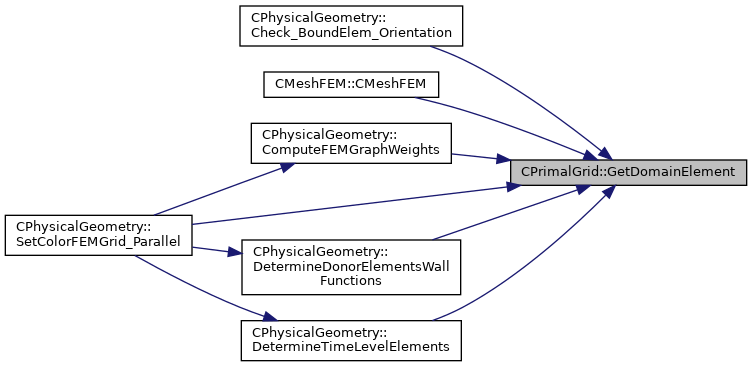 CPhysicalGeometry::
Check_BoundElem_Orientation
CMeshFEM::CMeshFEM
CPhysicalGeometry::
ComputeFEMGraphWeights
CPrimalGrid::GetDomainElement
CPhysicalGeometry::
SetColorFEMGrid_Parallel
CPhysicalGeometry::
DetermineDonorElementsWall
Functions
CPhysicalGeometry::
DetermineTimeLevelElements